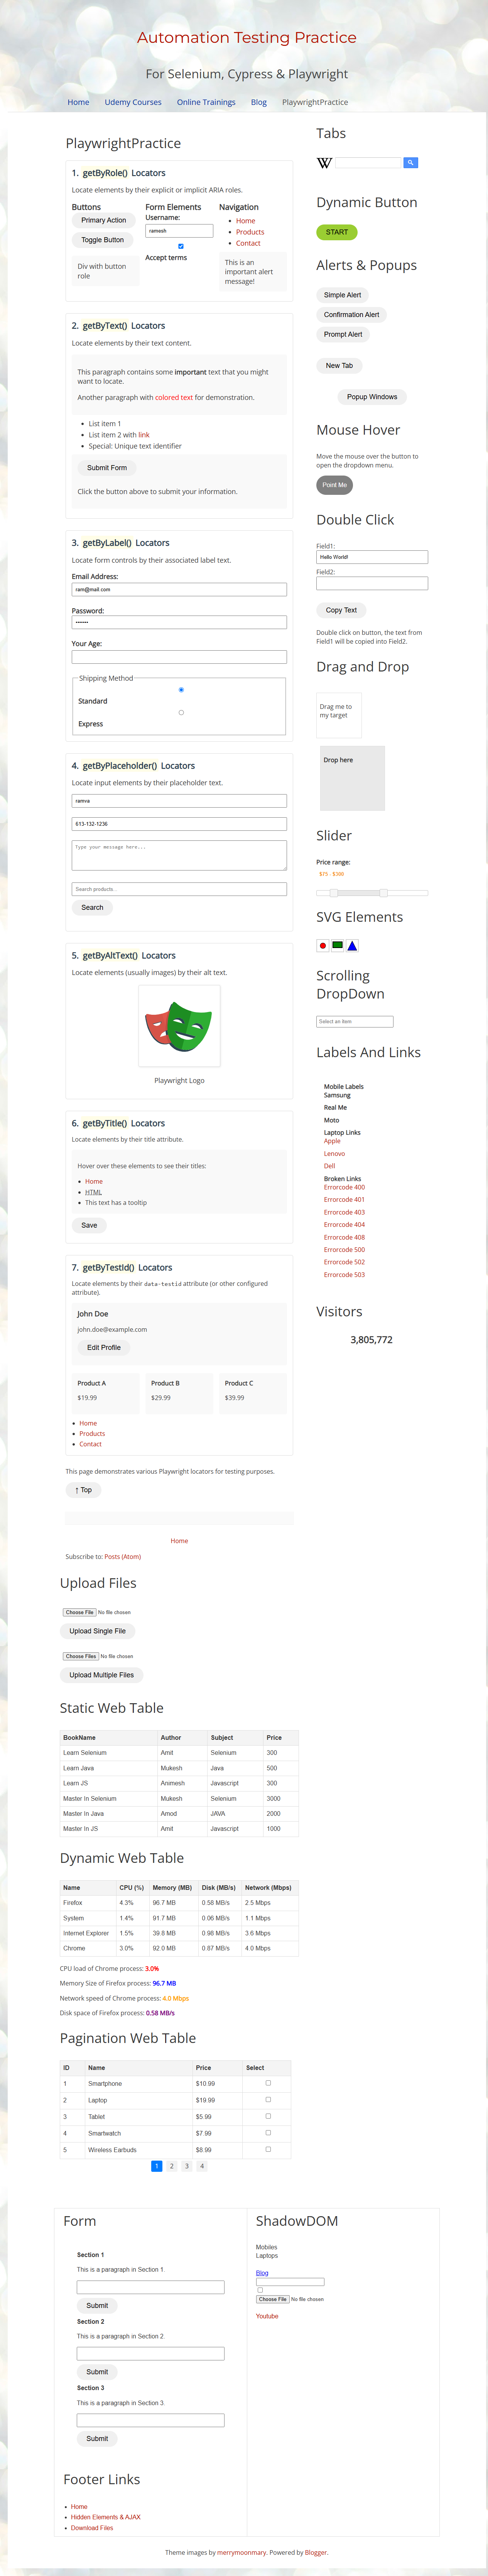 Automation Testing Practice
For Selenium, Cypress & Playwright
Home Udemy Courses Online Trainings Blog PlaywrightPractice
PlaywrightPractice
1. getByRole() Locators
Locate elements by their explicit or implicit ARIA roles.
Buttons
Primary Action
Toggle Button
Div with button
role
Form Elements
Username:
ramesh
Accept terms
Navigation
Home
Products
Contact
This is an
important alert
message!
2. getByText() Locators
Locate elements by their text content.
This paragraph contains some important text that you might
want to locate.
Another paragraph with colored text for demonstration.
List item 1
List item 2 with link
Special: Unique text identifier
Submit Form
Click the button above to submit your information.
3. getByLabel() Locators
Locate form controls by their associated label text.
Email Address:
ram@mail.com
Password:
•••••••
Your Age:
Shipping Method
Standard
Express
4. getByPlaceholder() Locators
Locate input elements by their placeholder text.
ramva
613-132-1236
Type your message here...
Search products...
Search
5. getByAltText() Locators
Locate elements (usually images) by their alt text.
Playwright Logo
6. getByTitle() Locators
Locate elements by their title attribute.
Hover over these elements to see their titles:
Home
HTML
This text has a tooltip
Save
7. getByTestId() Locators
Locate elements by their data-testid attribute (or other configured
attribute).
John Doe
john.doe@example.com
Edit Profile
Product A Product B Product C
$19.99 $29.99 $39.99
Home
Products
Contact
This page demonstrates various Playwright locators for testing purposes.
↑ Top
Home
Subscribe to: Posts (Atom)
Tabs
Dynamic Button
START
Alerts & Popups
Simple Alert
Confirmation Alert
Prompt Alert
New Tab
Popup Windows
Mouse Hover
Move the mouse over the button to
open the dropdown menu.
Point Me
Double Click
Field1:
Hello World!
Field2:
Copy Text
Double click on button, the text from
Field1 will be copied into Field2.
Drag and Drop
Drag me to
my target
Drop here
Slider
Price range:
$75 - $300
SVG Elements
Scrolling
DropDown
Select an item
Labels And Links
Mobile Labels
Samsung
Real Me
Moto
Laptop Links
Apple
Lenovo
Dell
Broken Links
Errorcode 400
Errorcode 401
Errorcode 403
Errorcode 404
Errorcode 408
Errorcode 500
Errorcode 502
Errorcode 503
Visitors
3,805,772
Upload Files
Choose File No file chosen
Upload Single File
Choose Files No file chosen
Upload Multiple Files
Static Web Table
BookName Author Subject Price
Learn Selenium Amit Selenium 300
Learn Java Mukesh Java 500
Learn JS Animesh Javascript 300
Master In Selenium Mukesh Selenium 3000
Master In Java Amod JAVA 2000
Master In JS Amit Javascript 1000
Dynamic Web Table
Name CPU (%) Memory (MB) Disk (MB/s) Network (Mbps)
Firefox 4.3% 96.7 MB 0.58 MB/s 2.5 Mbps
System 1.4% 91.7 MB 0.06 MB/s 1.1 Mbps
Internet Explorer 1.5% 39.8 MB 0.98 MB/s 3.6 Mbps
Chrome 3.0% 92.0 MB 0.87 MB/s 4.0 Mbps
CPU load of Chrome process: 3.0%
Memory Size of Firefox process: 96.7 MB
Network speed of Chrome process: 4.0 Mbps
Disk space of Firefox process: 0.58 MB/s
Pagination Web Table
ID Name Price Select
1 Smartphone $10.99
2 Laptop $19.99
3 Tablet $5.99
4 Smartwatch $7.99
5 Wireless Earbuds $8.99
1 2 3 4
Form
Section 1
This is a paragraph in Section 1.
Submit
Section 2
This is a paragraph in Section 2.
Submit
Section 3
This is a paragraph in Section 3.
Submit
Footer Links
Home
Hidden Elements & AJAX
Download Files
ShadowDOM
Mobiles
Laptops
Blog
Choose File No file chosen
Youtube
Theme images by merrymoonmary. Powered by Blogger.